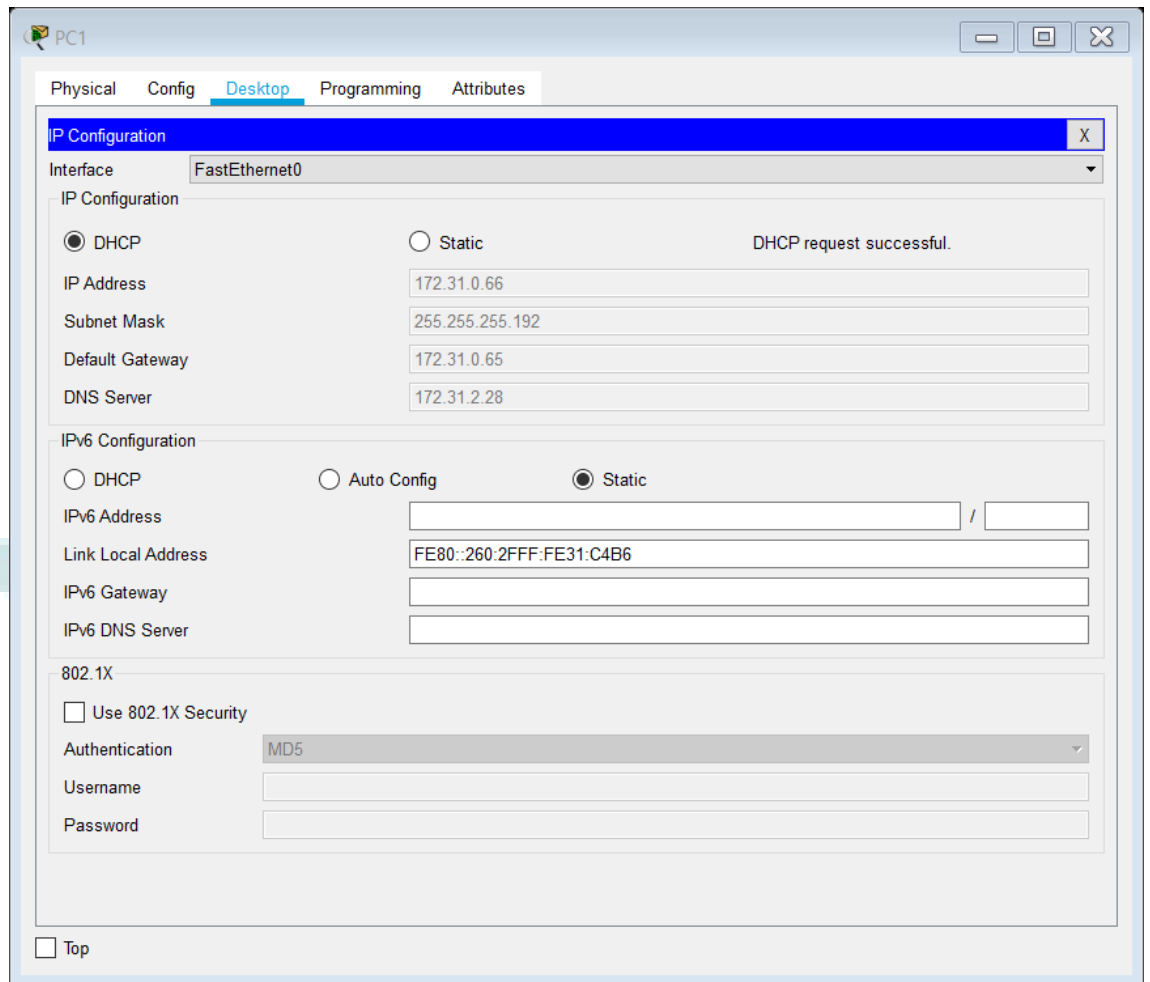 PC1
Physical Config Desktop Programming Attributes
IP Configuration X
Interface FastEthernet0
IP Configuration
DHCP Static DHCP request successful.
IP Address 172.31.0.66
Subnet Mask 255.255.255.192
Default Gateway 172.31.0.65
DNS Server 172.31.2.28
IPv6 Configuration
DHCP Auto Config Static
IPv6 Address /
Link Local Address FE80::260:2FFF:FE31:C4B6
IPv6 Gateway
IPv6 DNS Server
802.1X
Use 802.1X Security
Authentication MD5
Username
Password
Top